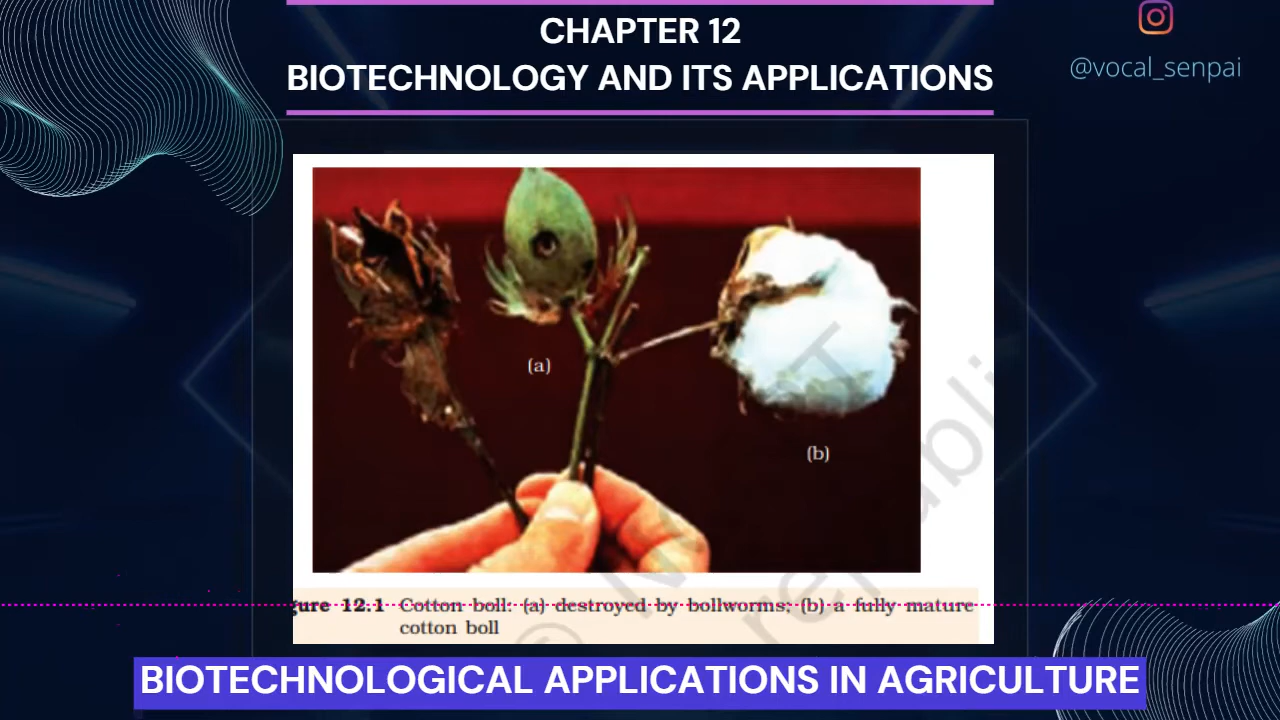 CHAPTER 12
BIOTECHNOLOGY AND ITS APPLICATIONS
@vocal_senpai
(a)
(b)
gure 12.1 Cotton boll: (a) destroyed by bollworms; (b) a fully mature
cotton boll
BIOTECHNOLOGICAL APPLICATIONS IN AGRICULTURE